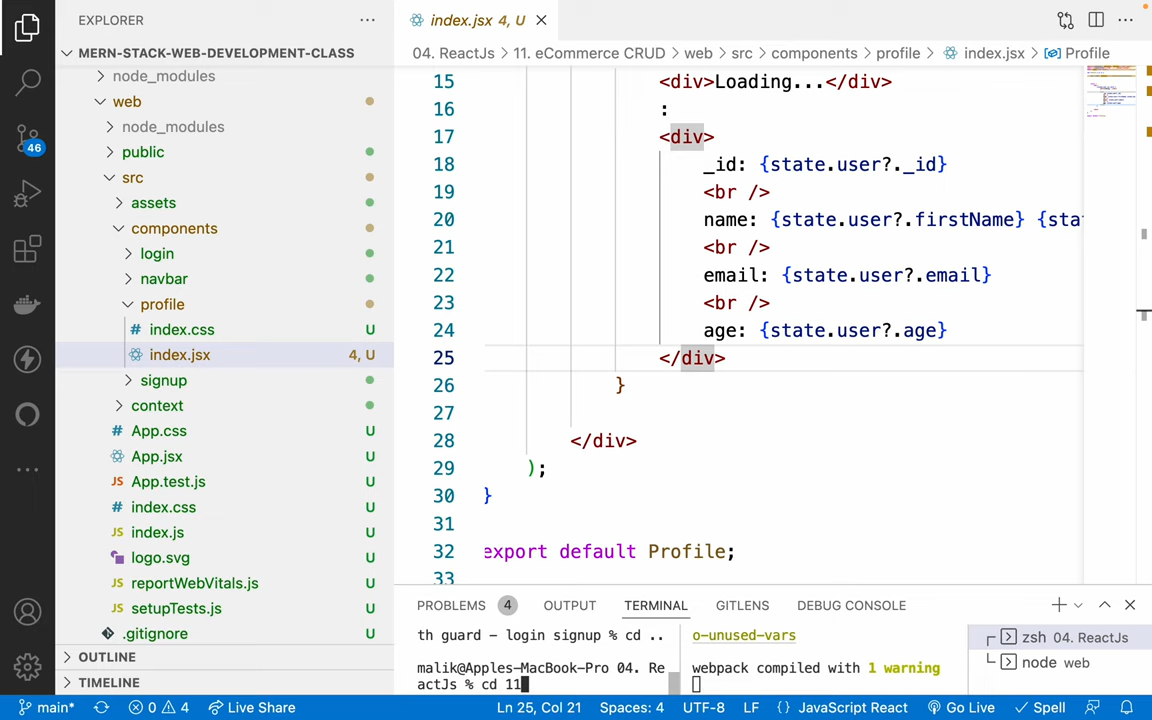 EXPLORER
MERN-STACK-WEB-DEVELOPMENT-CLASS
node_modules
web
node_modules
public
src
assets
components
login
navbar
profile
# index.css U
index.jsx 4, U
signup
context
# App.css U
App.jsx U
JS App.test.js U
# index.css U
JS index.js U
logo.svg U
JS reportWebVitals.js U
JS setupTests.js U
.gitignore U
OUTLINE
TIMELINE
46
index.jsx 4, U
04. ReactJs > 11. eCommerce CRUD > web > src > components > profile > index.jsx > Profile
15 <div>Loading...</div>
16 :
17 <div>
18 _id: {state.user?._id}
19 <br />
20 name: {state.user?.firstName} {sta
21 <br />
22 email: {state.user?.email}
23 <br />
24 age: {state.user?.age}
25 </div>
26 }
27
28 </div>
29 );
30 }
31
32 export default Profile;
33
PROBLEMS 4 OUTPUT TERMINAL GITLENS DEBUG CONSOLE
th guard - login signup % cd ..
malik@Apples-MacBook-Pro 04. Re
actJs % cd 11
o-unused-vars
webpack compiled with 1 warning
zsh 04. ReactJs
node web
main* 0 4 Live Share Ln 25, Col 21 Spaces: 4 UTF-8 LF {} JavaScript React Go Live Spell